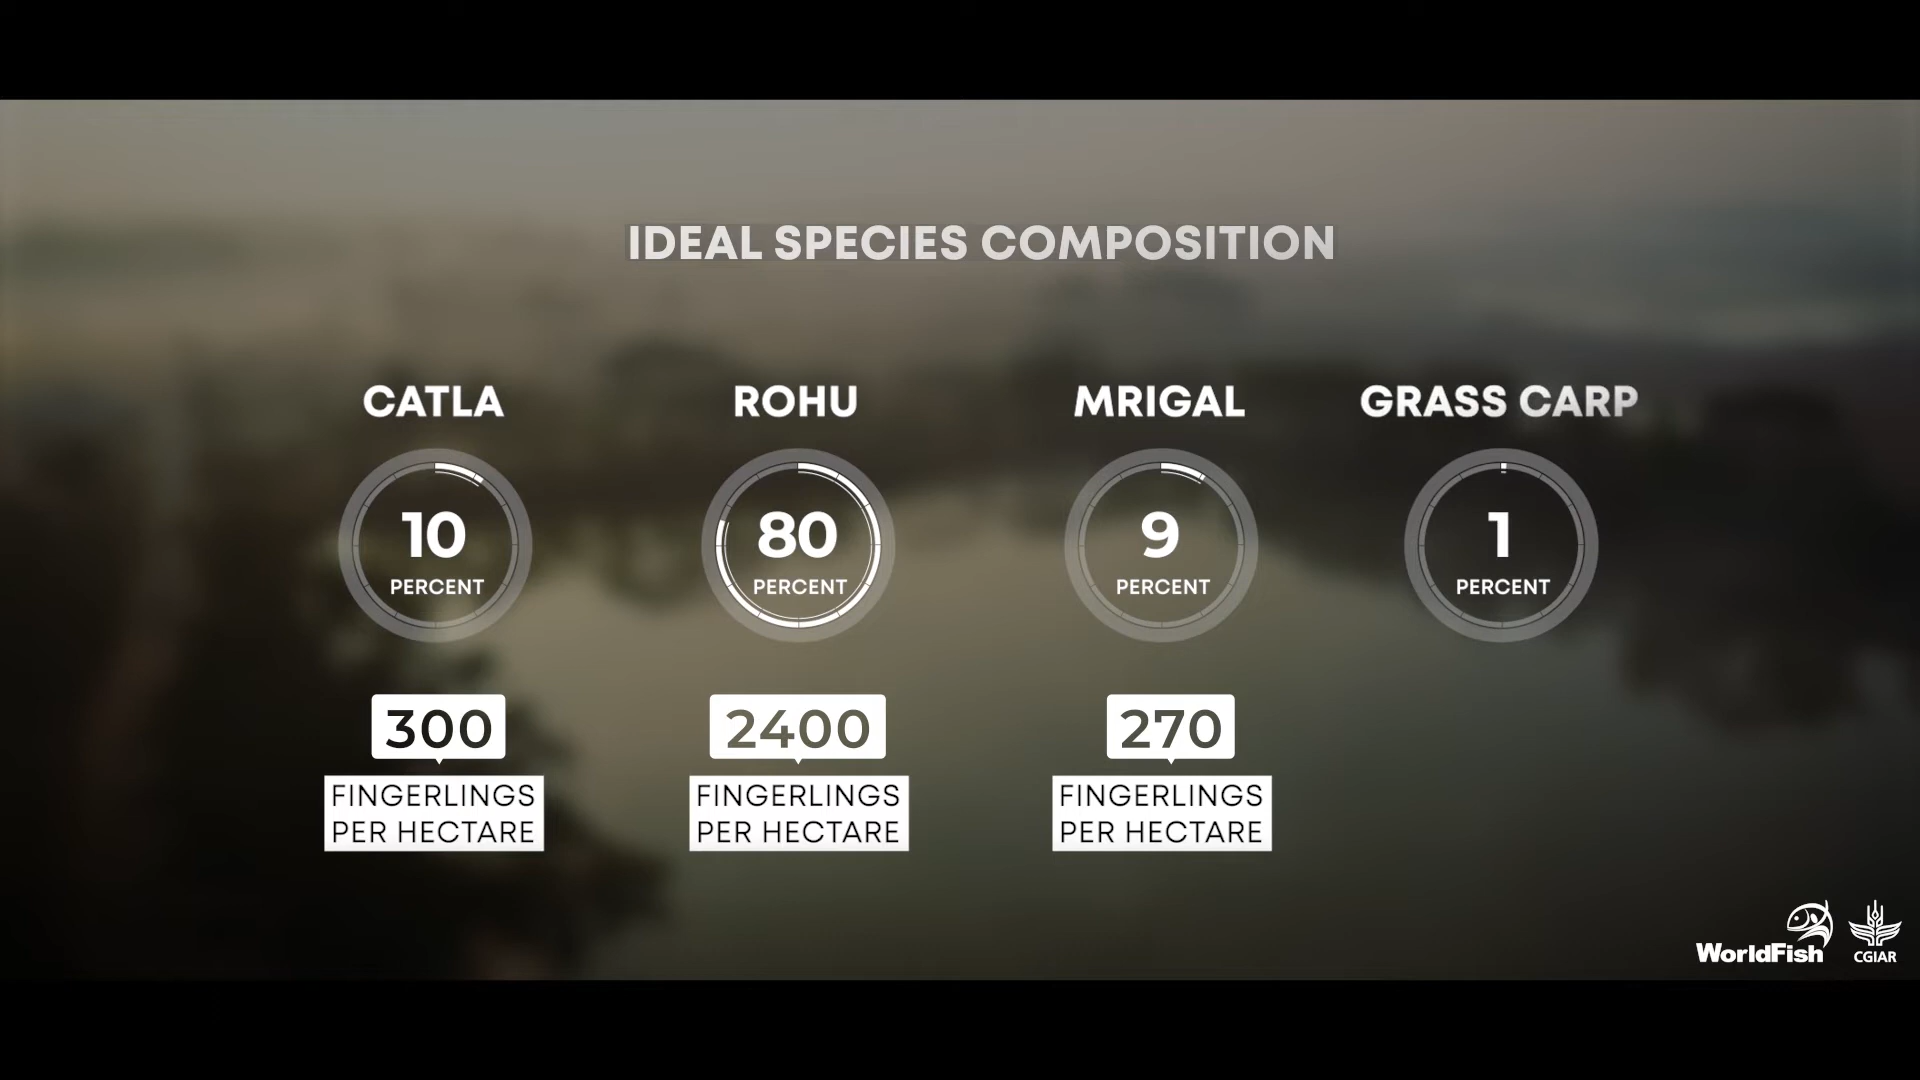 IDEAL SPECIES COMPOSITION
CATLA
10
PERCENT
300
FINGERLINGS
PER HECTARE
ROHU
80
PERCENT
2400
FINGERLINGS
PER HECTARE
MRIGAL
9
PERCENT
270
FINGERLINGS
PER HECTARE
GRASS CARP
1
PERCENT
WorldFish
CGIAR